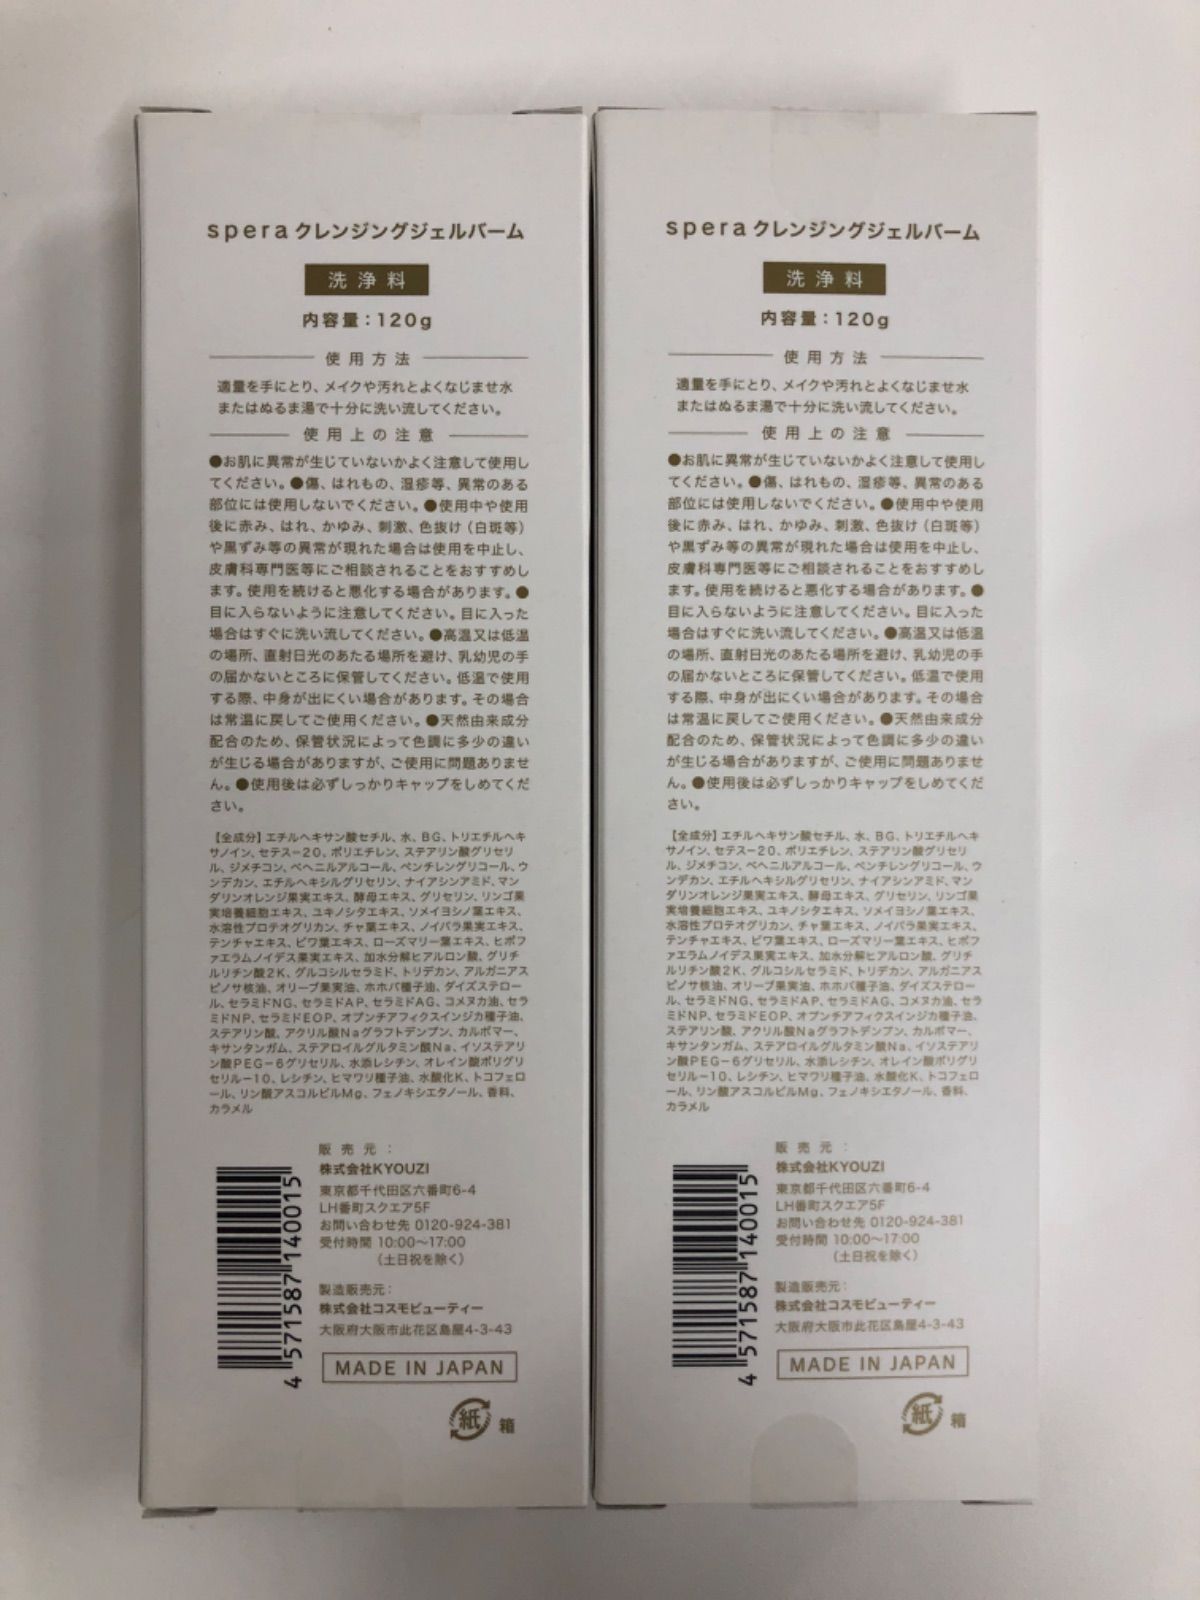 spera クレンジングジェルバーム
洗浄料
内容量：120g
使用方法
適量を手にとり、メイクや汚れとよくなじませ水
またはぬるま湯で十分に洗い流してください。
使用上の注意
●お肌に異常が生じていないかよく注意して使用し
てください。●傷、はれもの、湿疹等、異常のある
部位には使用しないでください。●使用中や使用
後に赤み、はれ、かゆみ、刺激、色抜け（白斑等）
や黒ずみ等の異常が現れた場合は使用を中止し、
皮膚科専門医等にご相談されることをおすすめし
ます。使用を続けると悪化する場合があります。●
目に入らないように注意してください。目に入った
場合はすぐに洗い流してください。●高温又は低温
の場所、直射日光のあたる場所を避け、乳幼児の手
の届かないところに保管してください。低温で使用
する際、中身が出にくい場合があります。その場合
は常温に戻してご使用ください。●天然由来成分
配合のため、保管状況によって色調に多少の違い
が生じる場合がありますが、ご使用に問題ありませ
ん。●使用後は必ずしっかりキャップをしめてくだ
さい。
【全成分】エチルヘキサン酸セチル、水、BG、トリエチルヘキ
サノイン、セテス−20、ポリエチレン、ステアリン酸グリセリ
ル、ジメチコン、ベヘニルアルコール、ペンチレングリコール、ウ
ンデカン、エチルヘキシルグリセリン、ナイアシンアミド、マン
ダリンオレンジ果実エキス、酵母エキス、グリセリン、リンゴ果
実培養細胞エキス、ユキノシタエキス、ソメイヨシノ葉エキス、
水溶性プロテオグリカン、チャ葉エキス、ノイバラ果実エキス、
テンチャエキス、ビワ葉エキス、ローズマリー葉エキス、ヒポフ
ァエラムノイデス果実エキス、加水分解ヒアルロン酸、グリチ
ルリチン酸2K、グルコシルセラミド、トリデカン、アルガニアス
ピノサ核油、オリーブ果実油、ホホバ種子油、ダイズステロー
ル、セラミドNG、セラミドAP、セラミドAG、コメヌカ油、セラ
ミドNP、セラミドEOP、オプンチアフィクスインジカ種子油、
ステアリン酸、アクリル酸Naグラフトデンプン、カルボマー、
キサンタンガム、ステアロイルグルタミン酸Na、イソステアリ
ン酸PEG−6グリセリル、水添レシチン、オレイン酸ポリグリ
セリル−10、レシチン、ヒマワリ種子油、水酸化K、トコフェロ
ール、リン酸アスコルビルMg、フェノキシエタノール、香料、
カラメル
販売元：
株式会社KYOUZI
東京都千代田区六番町6-4
LH番町スクエア5F
お問い合わせ先 0120-924-381
受付時間 10:00〜17:00
（土日祝を除く）
製造販売元：
株式会社コスモビューティー
大阪府大阪市此花区島屋4-3-43
MADE IN JAPAN
4 571587 140015
紙 箱
spera クレンジングジェルバーム
洗浄料
内容量：120g
使用方法
適量を手にとり、メイクや汚れとよくなじませ水
またはぬるま湯で十分に洗い流してください。
使用上の注意
●お肌に異常が生じていないかよく注意して使用し
てください。●傷、はれもの、湿疹等、異常のある
部位には使用しないでください。●使用中や使用
後に赤み、はれ、かゆみ、刺激、色抜け（白斑等）
や黒ずみ等の異常が現れた場合は使用を中止し、
皮膚科専門医等にご相談されることをおすすめし
ます。使用を続けると悪化する場合があります。●
目に入らないように注意してください。目に入った
場合はすぐに洗い流してください。●高温又は低温
の場所、直射日光のあたる場所を避け、乳幼児の手
の届かないところに保管してください。低温で使用
する際、中身が出にくい場合があります。その場合
は常温に戻してご使用ください。●天然由来成分
配合のため、保管状況によって色調に多少の違い
が生じる場合がありますが、ご使用に問題ありませ
ん。●使用後は必ずしっかりキャップをしめてくだ
さい。
【全成分】エチルヘキサン酸セチル、水、BG、トリエチルヘキ
サノイン、セテス−20、ポリエチレン、ステアリン酸グリセリ
ル、ジメチコン、ベヘニルアルコール、ペンチレングリコール、ウ
ンデカン、エチルヘキシルグリセリン、ナイアシンアミド、マン
ダリンオレンジ果実エキス、酵母エキス、グリセリン、リンゴ果
実培養細胞エキス、ユキノシタエキス、ソメイヨシノ葉エキス、
水溶性プロテオグリカン、チャ葉エキス、ノイバラ果実エキス、
テンチャエキス、ビワ葉エキス、ローズマリー葉エキス、ヒポフ
ァエラムノイデス果実エキス、加水分解ヒアルロン酸、グリチ
ルリチン酸2K、グルコシルセラミド、トリデカン、アルガニアス
ピノサ核油、オリーブ果実油、ホホバ種子油、ダイズステロー
ル、セラミドNG、セラミドAP、セラミドAG、コメヌカ油、セラ
ミドNP、セラミドEOP、オプンチアフィクスインジカ種子油、
ステアリン酸、アクリル酸Naグラフトデンプン、カルボマー、
キサンタンガム、ステアロイルグルタミン酸Na、イソステアリ
ン酸PEG−6グリセリル、水添レシチン、オレイン酸ポリグリ
セリル−10、レシチン、ヒマワリ種子油、水酸化K、トコフェロ
ール、リン酸アスコルビルMg、フェノキシエタノール、香料、
カラメル
販売元：
株式会社KYOUZI
東京都千代田区六番町6-4
LH番町スクエア5F
お問い合わせ先 0120-924-381
受付時間 10:00〜17:00
（土日祝を除く）
製造販売元：
株式会社コスモビューティー
大阪府大阪市此花区島屋4-3-43
MADE IN JAPAN
4 571587 140015
紙 箱